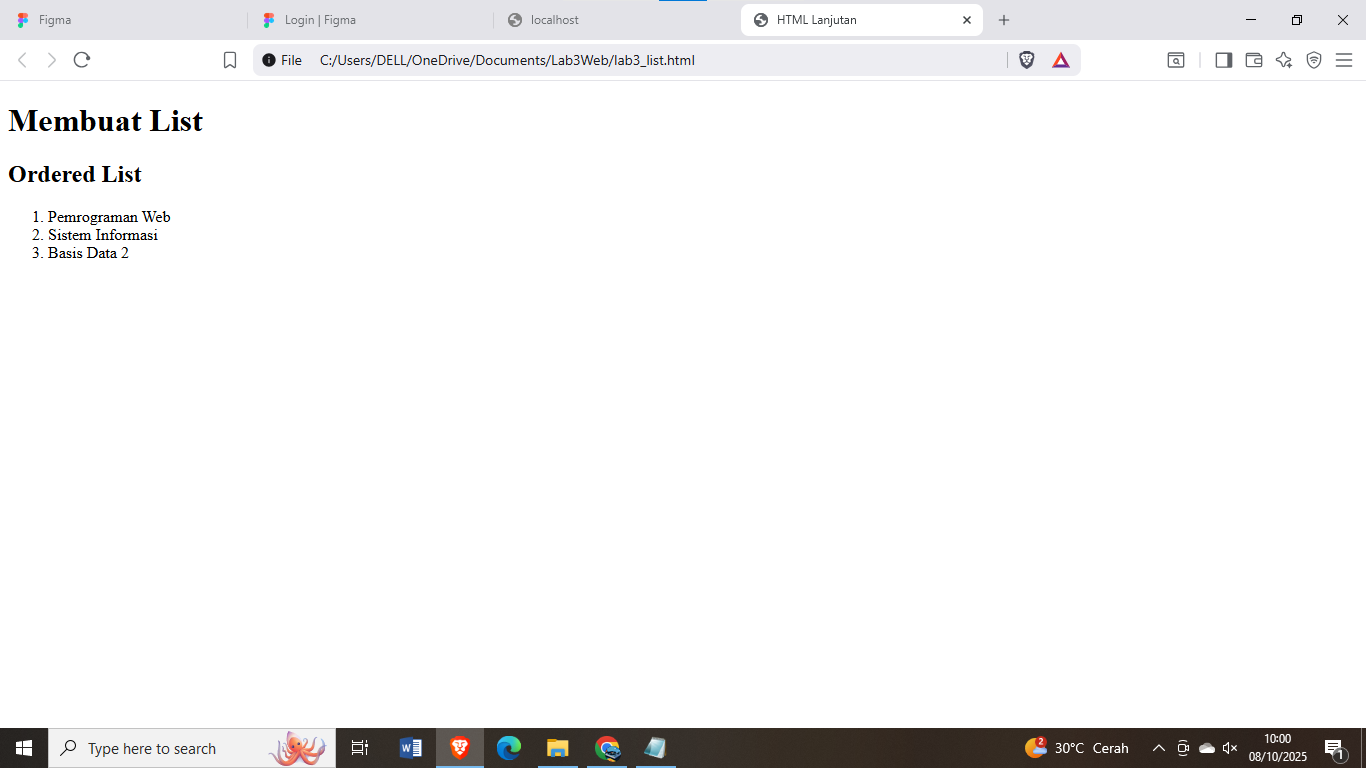 Figma
Login | Figma
localhost
HTML Lanjutan
File C:/Users/DELL/OneDrive/Documents/Lab3Web/lab3_list.html
Membuat List
Ordered List
1. Pemrograman Web
2. Sistem Informasi
3. Basis Data 2
Type here to search
2
30°C Cerah
10:00
08/10/2025
1